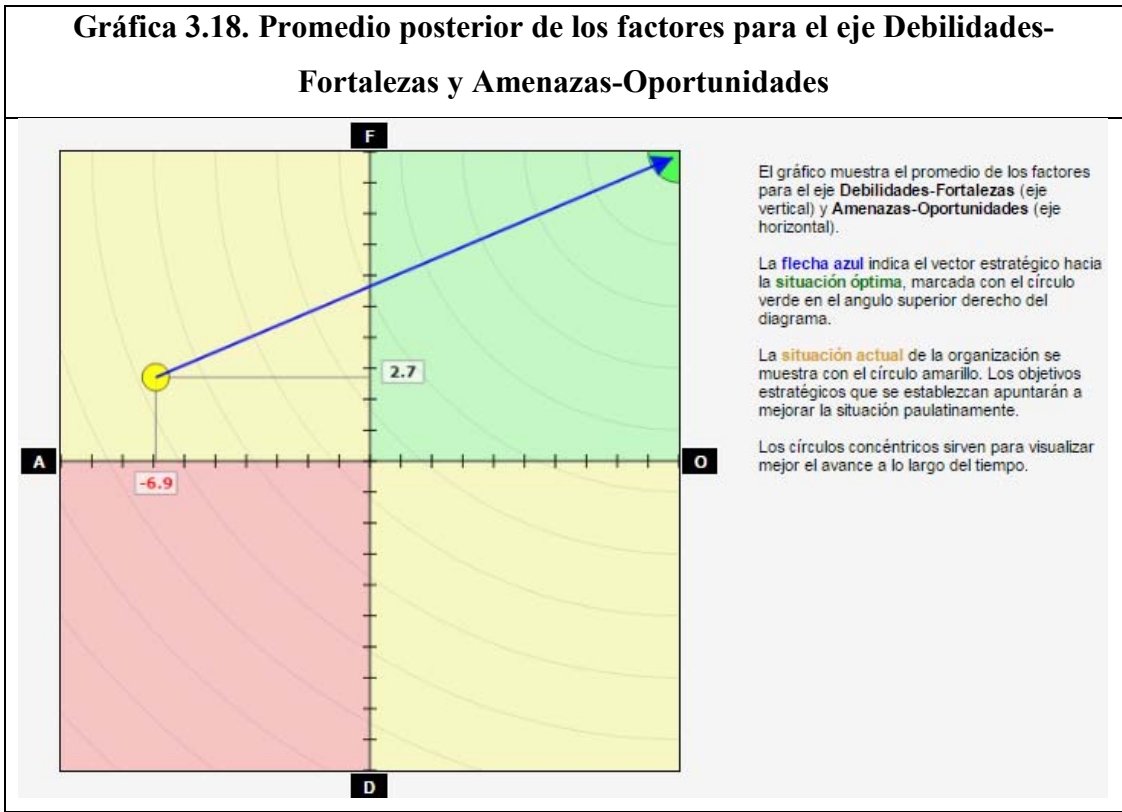 Gráfica 3.18. Promedio posterior de los factores para el eje Debilidades-
Fortalezas y Amenazas-Oportunidades
F
El gráfico muestra el promedio de los factores
para el eje Debilidades-Fortalezas (eje
vertical) y Amenazas-Oportunidades (eje
horizontal).
La flecha azul indica el vector estratégico hacia
la situación óptima, marcada con el círculo
verde en el angulo superior derecho del
diagrama.
La situación actual de la organización se
muestra con el círculo amarillo. Los objetivos
estratégicos que se establezcan apuntarán a
mejorar la situación paulatinamente.
Los círculos concéntricos sirven para visualizar
mejor el avance a lo largo del tiempo.
2.7
A
O
-6.9
D